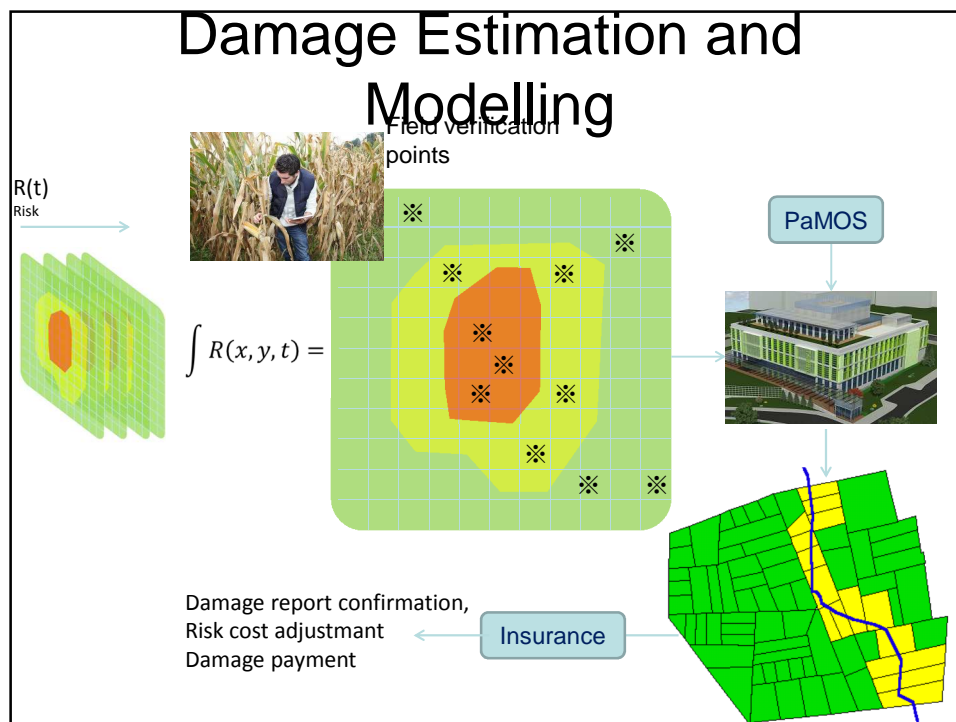 Damage Estimation and
Modelling
Field verification
points
R(t)
Risk
PaMOS
∫ R(x, y, t) =
Damage report confirmation,
Risk cost adjustmant
Damage payment
Insurance